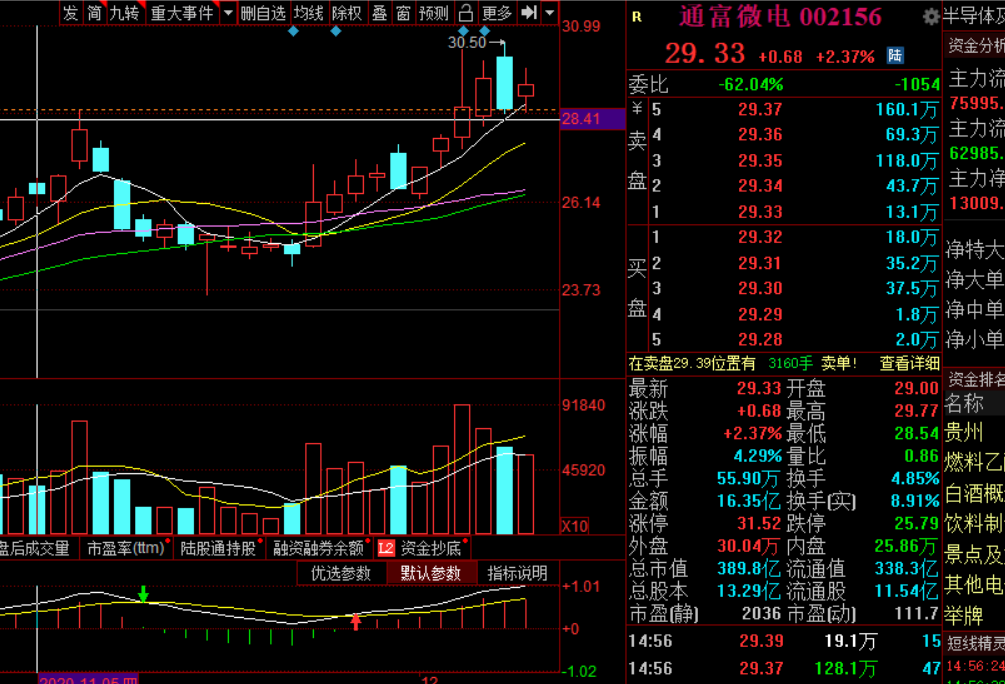 发 简 九转 重大事件 删自选 均线 除权 叠 窗 预测 更多
30.99
30.50
28.41
26.14
23.73
91840
45920
X10
盘后成交量 市盈率(ttm) 陆股通持股 融资融券余额 L2 资金抄底
优选参数 默认参数 指标说明
+1.01
+0
-1.02
2020-11-05 四
12
R 通富微电 002156
29.33 +0.68 +2.37% 陆
委比 -62.04% -1054
卖盘
5 29.37 160.1万
4 29.36 69.3万
3 29.35 118.0万
2 29.34 43.7万
1 29.33 13.1万
买盘
1 29.32 18.0万
2 29.31 35.2万
3 29.30 37.5万
4 29.29 1.8万
5 29.28 2.0万
在卖盘29.39位置有 3160手 卖单! 查看详细
最新 29.33 开盘 29.00
涨跌 +0.68 最高 29.77
涨幅 +2.37% 最低 28.54
振幅 4.29% 量比 0.86
总手 55.90万 换手 4.85%
金额 16.35亿 换手(实) 8.91%
涨停 31.52 跌停 25.79
外盘 30.04万 内盘 25.86万
总市值 389.8亿 流通值 338.3亿
总股本 13.29亿 流通股 11.54亿
市盈(静) 2036 市盈(动) 111.7
14:56 29.39 19.1万 15
14:56 29.37 128.1万 47
半导体及
资金分析
主力流
75995.
主力流
62985.
主力净
13009.
净特大
净大单
净中单
净小单
资金排名
名称
贵州
燃料乙
白酒概
饮料制
景点及
其他电
举牌
短线精灵
14:56:24